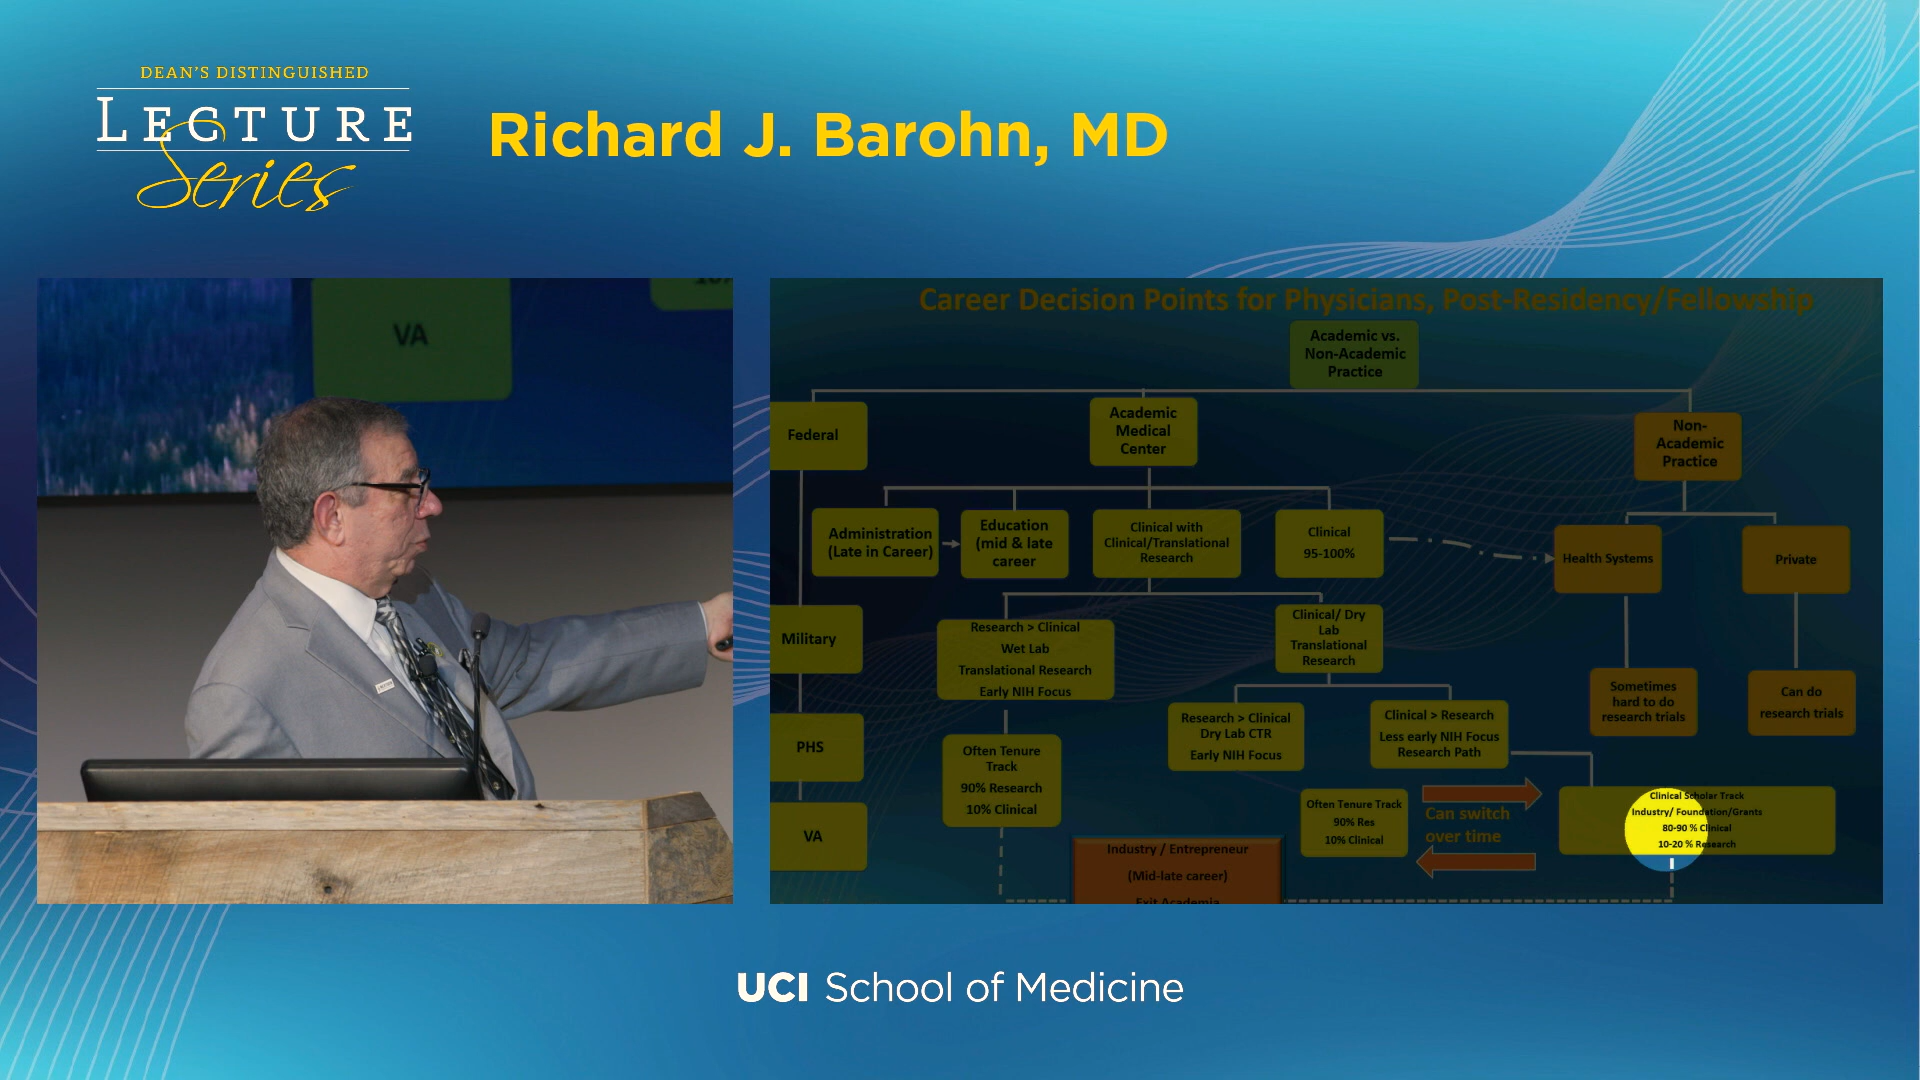 DEAN'S DISTINGUISHED
LECTURE
Series
Richard J. Barohn, MD
VA
Career Decision Points for Physicians, Post-Residency/Fellowship
Academic vs.
Non-Academic
Practice
Federal
Academic
Medical
Center
Non-
Academic
Practice
Administration
(Late in Career)
Education
(mid & late
career
Clinical with
Clinical/Translational
Research
Clinical
95-100%
Health Systems
Private
Military
Research > Clinical
Wet Lab
Translational Research
Early NIH Focus
Clinical/ Dry
Lab
Translational
Research
Sometimes
hard to do
research trials
Can do
research trials
PHS
Often Tenure
Track
90% Research
10% Clinical
Research > Clinical
Dry Lab CTR
Early NIH Focus
Clinical > Research
Less early NIH Focus
Research Path
VA
Often Tenure Track
90% Res
10% Clinical
Can switch
over time
Clinical Scholar Track
Industry/ Foundation/Grants
80-90 % Clinical
10-20 % Research
Industry / Entrepreneur
(Mid-late career)
Exit Academia
UCI School of Medicine